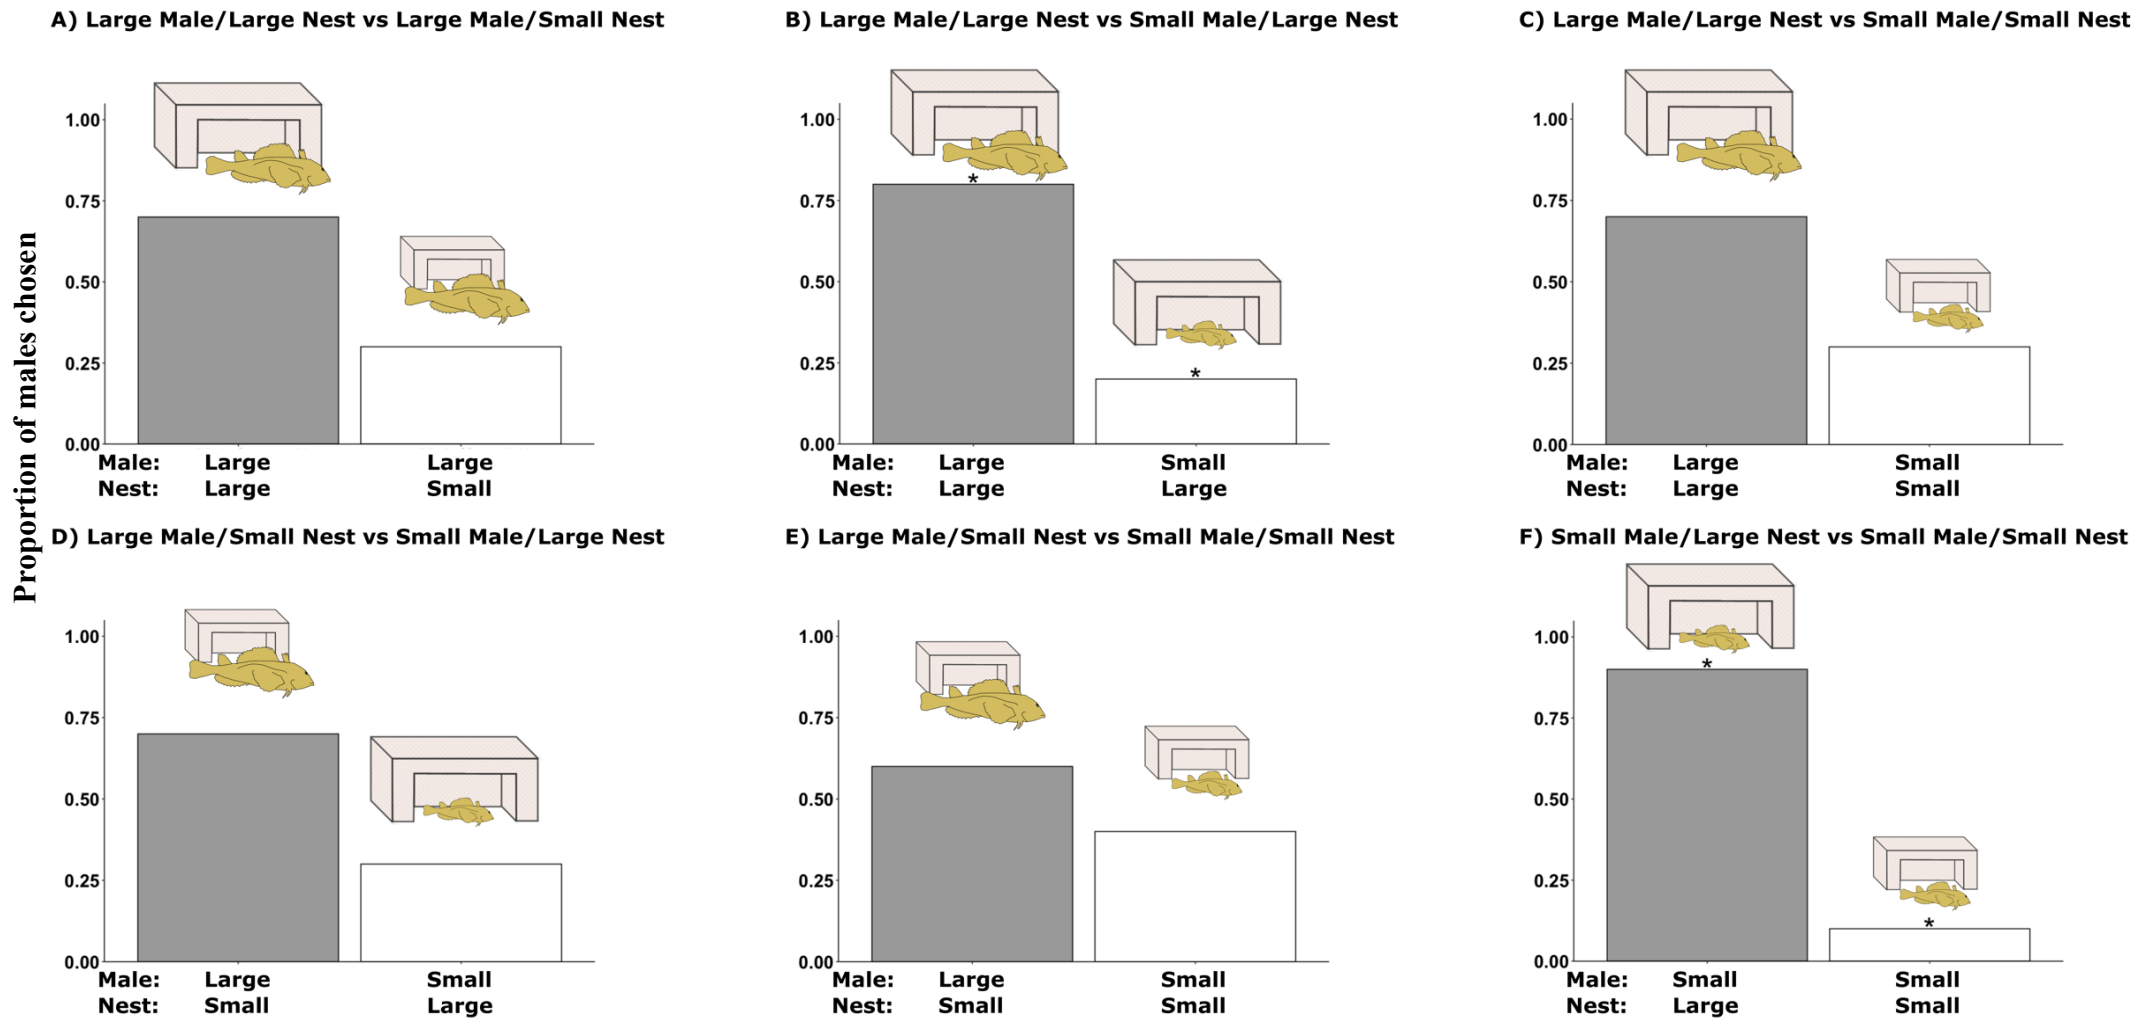 A) Large Male/Large Nest vs Large Male/Small Nest
B) Large Male/Large Nest vs Small Male/Large Nest
C) Large Male/Large Nest vs Small Male/Small Nest
Proportion of males chosen
1.00
0.75
0.50
0.25
0.00
Male: Large Large
Nest: Large Small
1.00
0.75
0.50
0.25
0.00
*
*
Male: Large Small
Nest: Large Large
1.00
0.75
0.50
0.25
0.00
Male: Large Small
Nest: Large Small
D) Large Male/Small Nest vs Small Male/Large Nest
E) Large Male/Small Nest vs Small Male/Small Nest
F) Small Male/Large Nest vs Small Male/Small Nest
1.00
0.75
0.50
0.25
0.00
Male: Large Small
Nest: Small Large
1.00
0.75
0.50
0.25
0.00
Male: Large Small
Nest: Small Small
1.00
0.75
0.50
0.25
0.00
*
*
Male: Small Small
Nest: Large Small